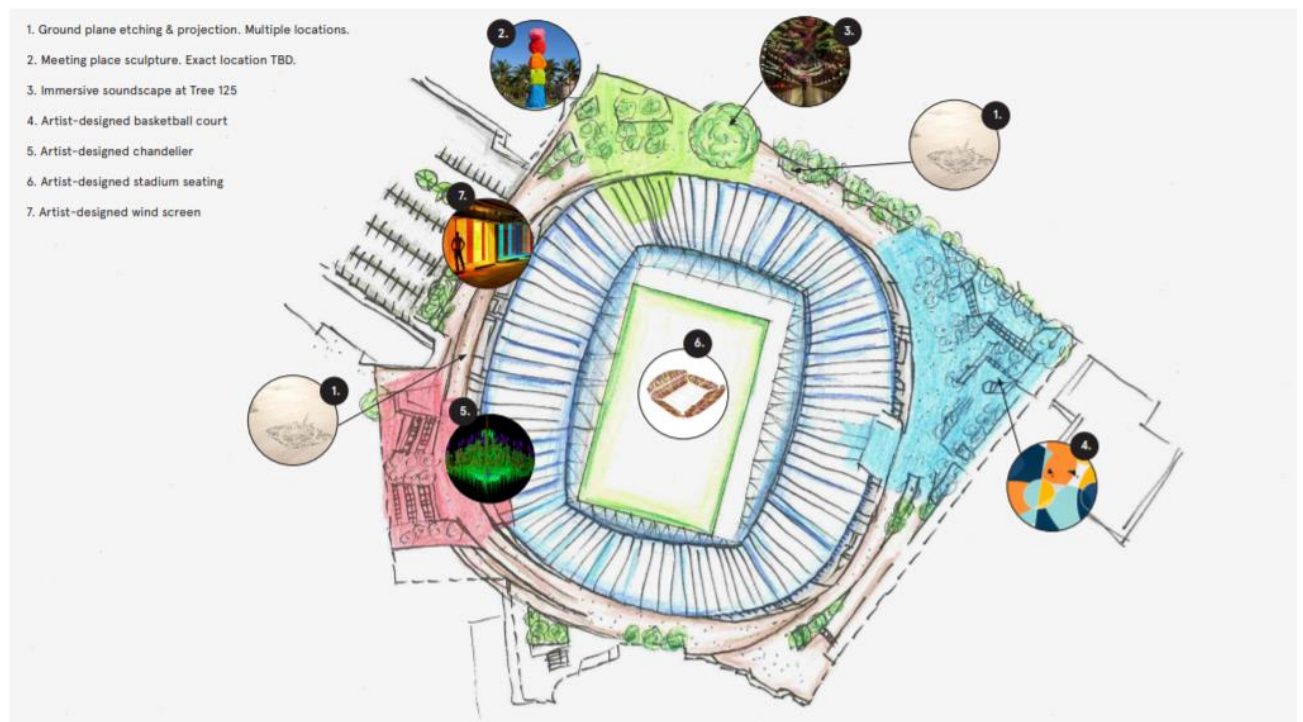 1. Ground plane etching & projection. Multiple locations.
2. Meeting place sculpture. Exact location TBD.
3. Immersive soundscape at Tree 125
4. Artist-designed basketball court
5. Artist-designed chandelier
6. Artist-designed stadium seating
7. Artist-designed wind screen
2.
3.
1.
7.
6.
1.
5.
4.